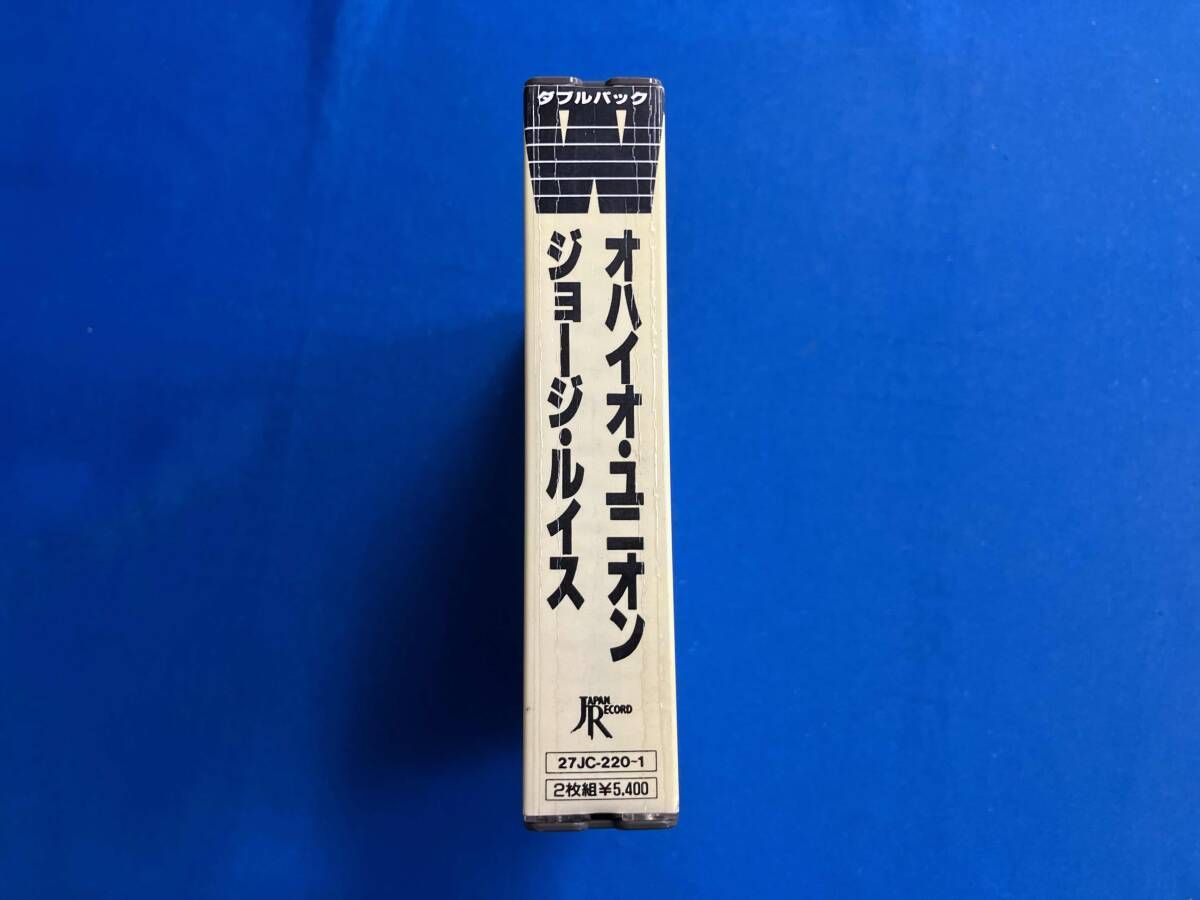 ダブルパック
オハイオ・ユニオン
ジョージ・ルイス
JAPAN RECORD
27JC-220~1
2枚組¥5,400